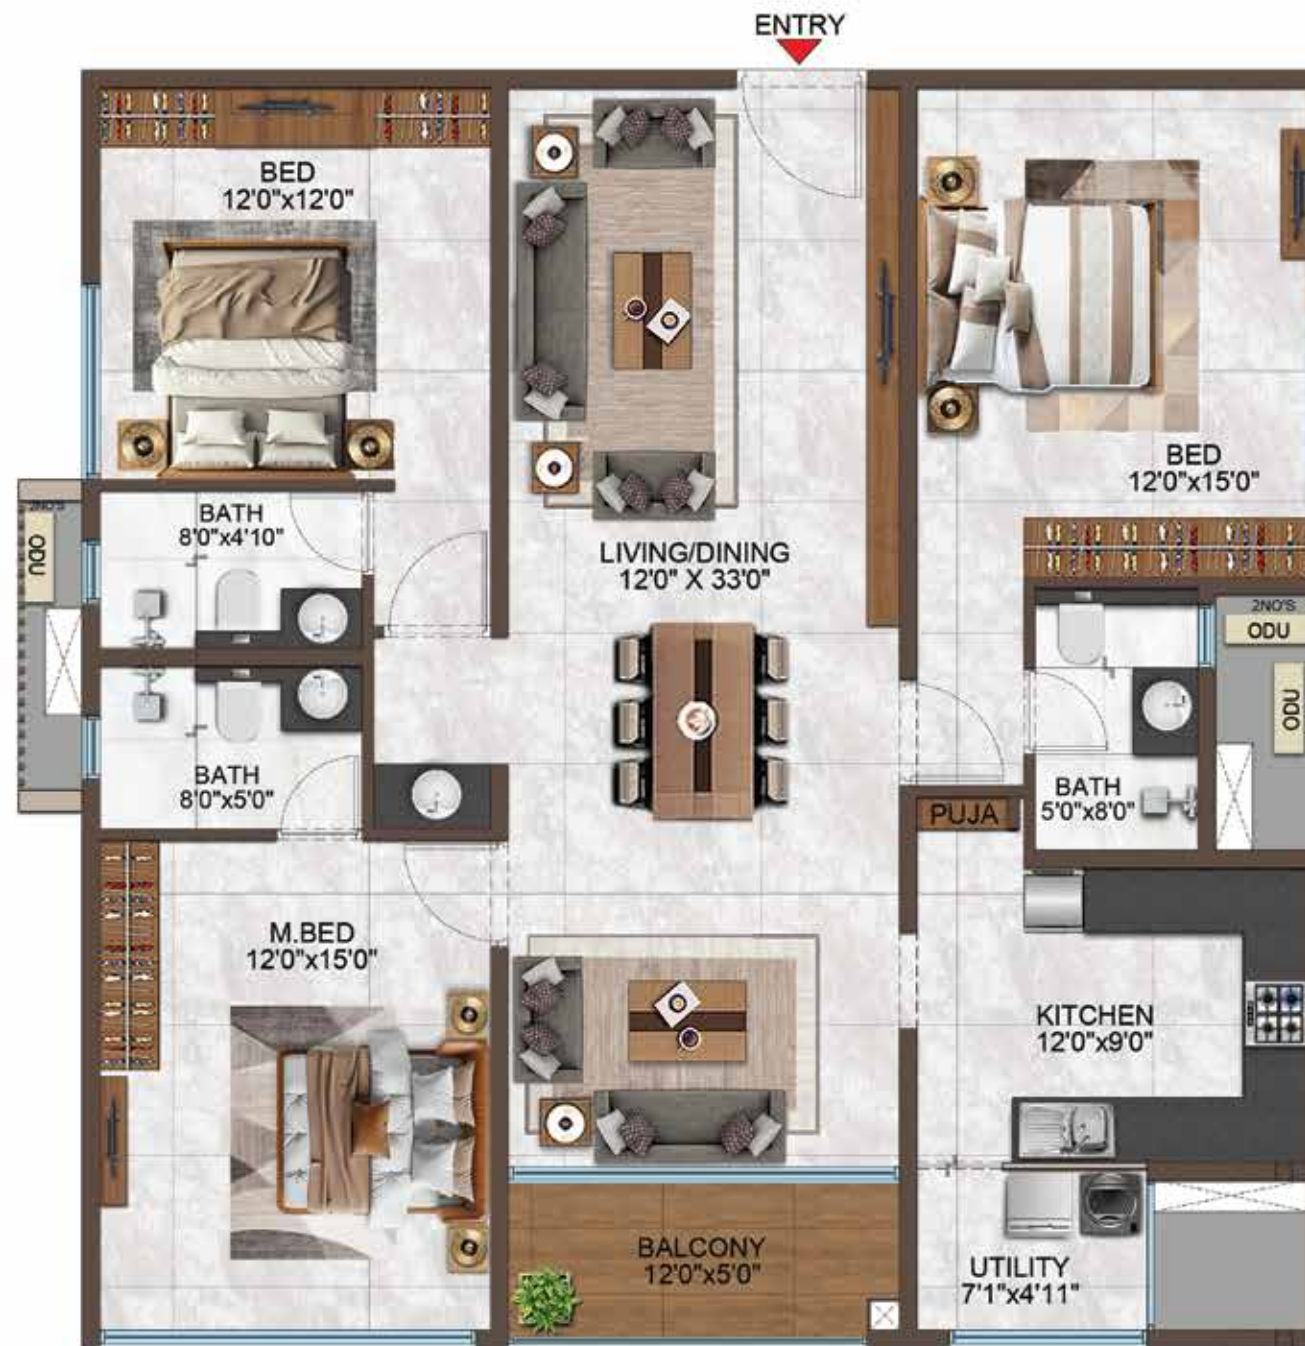 ENTRY
BED
12'0"x12'0"
BED
12'0"x15'0"
2NO'S
ODU
BATH
8'0"x4'10"
LIVING/DINING
12'0" X 33'0"
2NO'S
ODU
ODU
BATH
8'0"x5'0"
BATH
5'0"x8'0"
PUJA
M.BED
12'0"x15'0"
KITCHEN
12'0"x9'0"
BALCONY
12'0"x5'0"
UTILITY
7'1"x4'11"